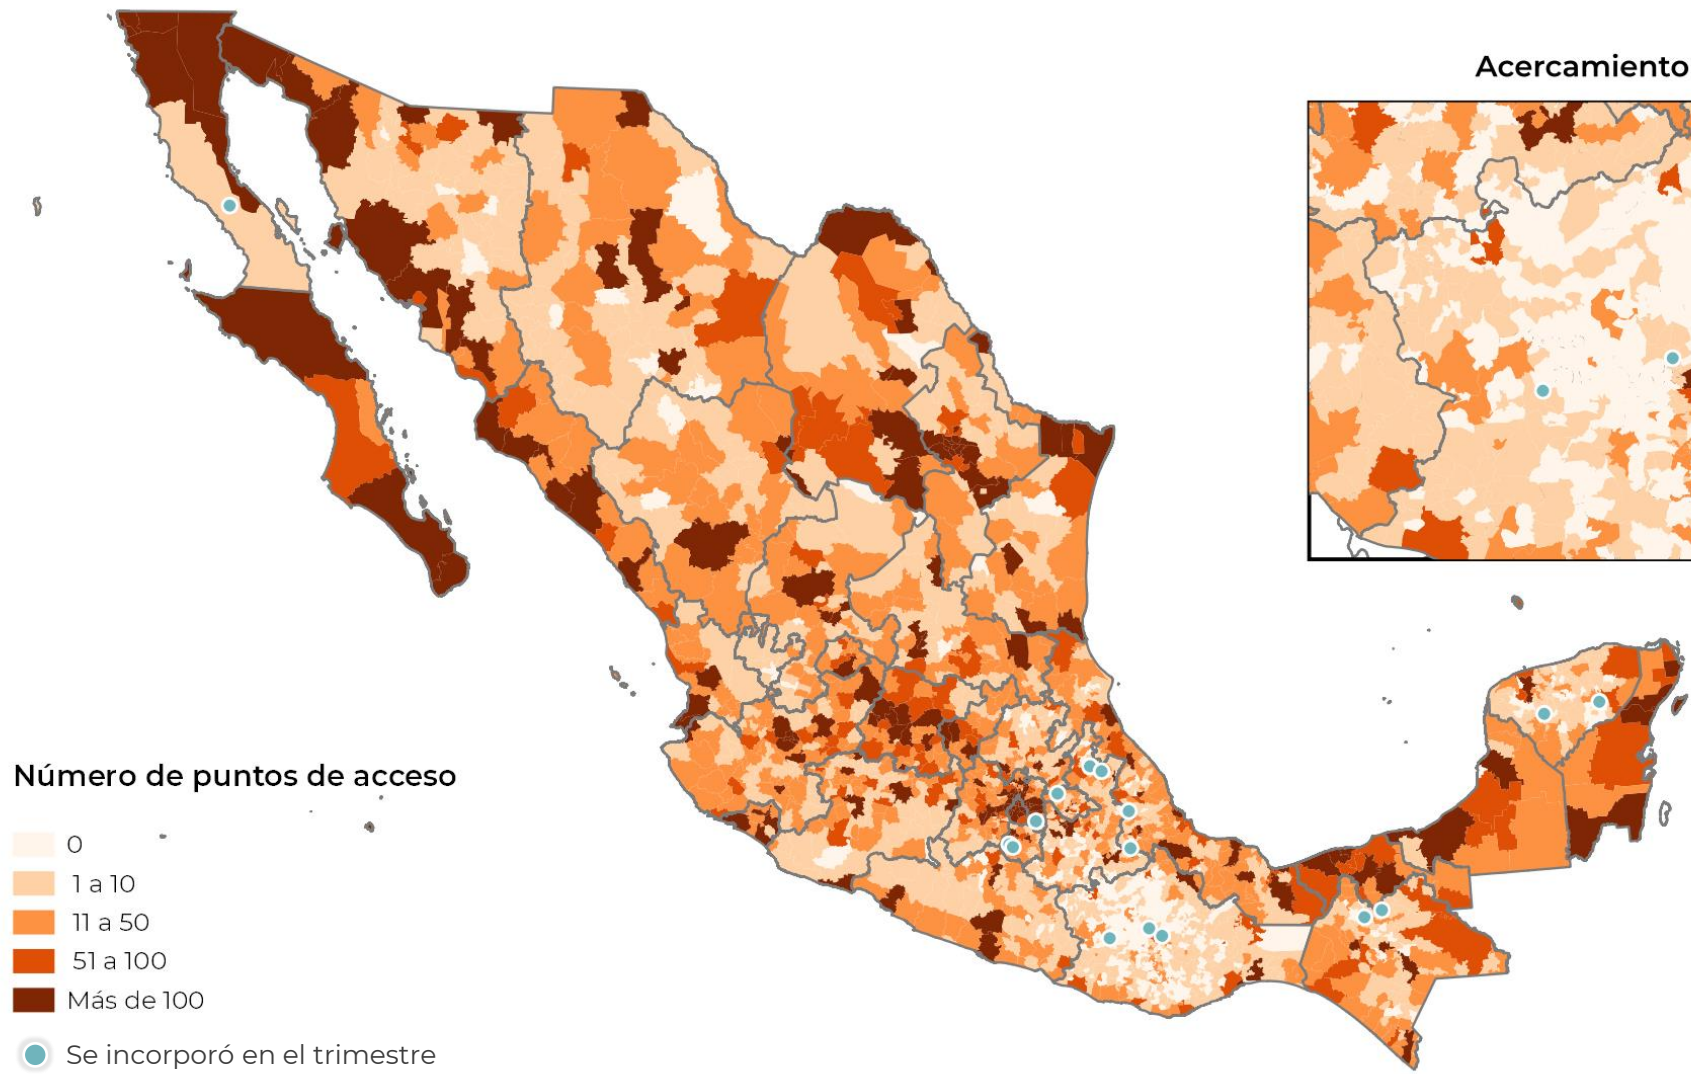 Acercamiento
Número de puntos de acceso
0
1 a 10
11 a 50
51 a 100
Más de 100
Se incorporó en el trimestre